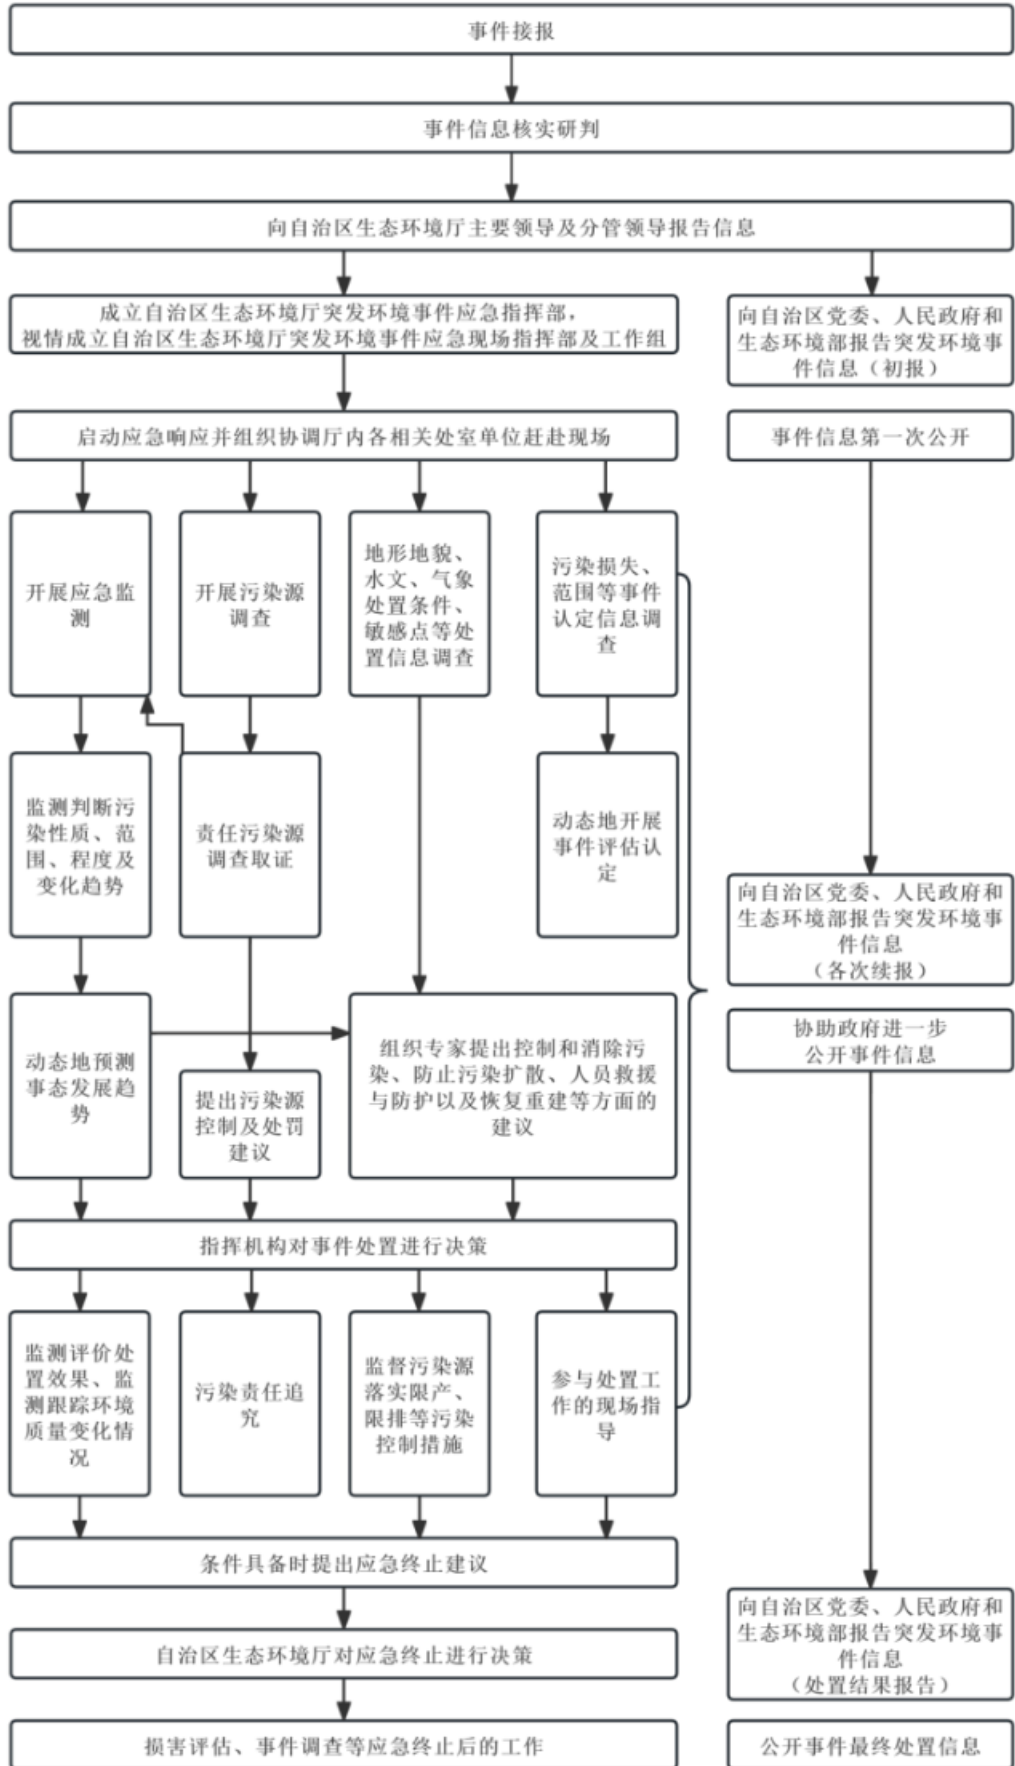 事件接报
事件信息核实研判
向自治区生态环境厅主要领导及分管领导报告信息
成立自治区生态环境厅突发环境事件应急指挥部，
视情成立自治区生态环境厅突发环境事件应急现场指挥部及工作组
向自治区党委、人民政府和
生态环境部报告突发环境事
件信息（初报）
启动应急响应并组织协调厅内各相关处室单位赶赴现场
事件信息第一次公开
开展应急监
测
开展污染源
调查
地形地貌、
水文、气象
处置条件、
敏感点等处
置信息调查
污染损失、
范围等事件
认定信息调
查
监测判断污
染性质、范
围、程度及
变化趋势
责任污染源
调查取证
动态地开展
事件评估认
定
向自治区党委、人民政府和
生态环境部报告突发环境事
件信息
（各次续报）
动态地预测
事态发展趋
势
提出污染源
控制及处罚
建议
组织专家提出控制和消除污
染、防止污染扩散、人员救援
与防护以及恢复重建等方面的
建议
协助政府进一步
公开事件信息
指挥机构对事件处置进行决策
监测评价处
置效果、监
测跟踪环境
质量变化情
况
污染责任追
究
监督污染源
落实限产、
限排等污染
控制措施
参与处置工
作的现场指
导
条件具备时提出应急终止建议
自治区生态环境厅对应急终止进行决策
向自治区党委、人民政府和
生态环境部报告突发环境事
件信息
（处置结果报告）
损害评估、事件调查等应急终止后的工作
公开事件最终处置信息